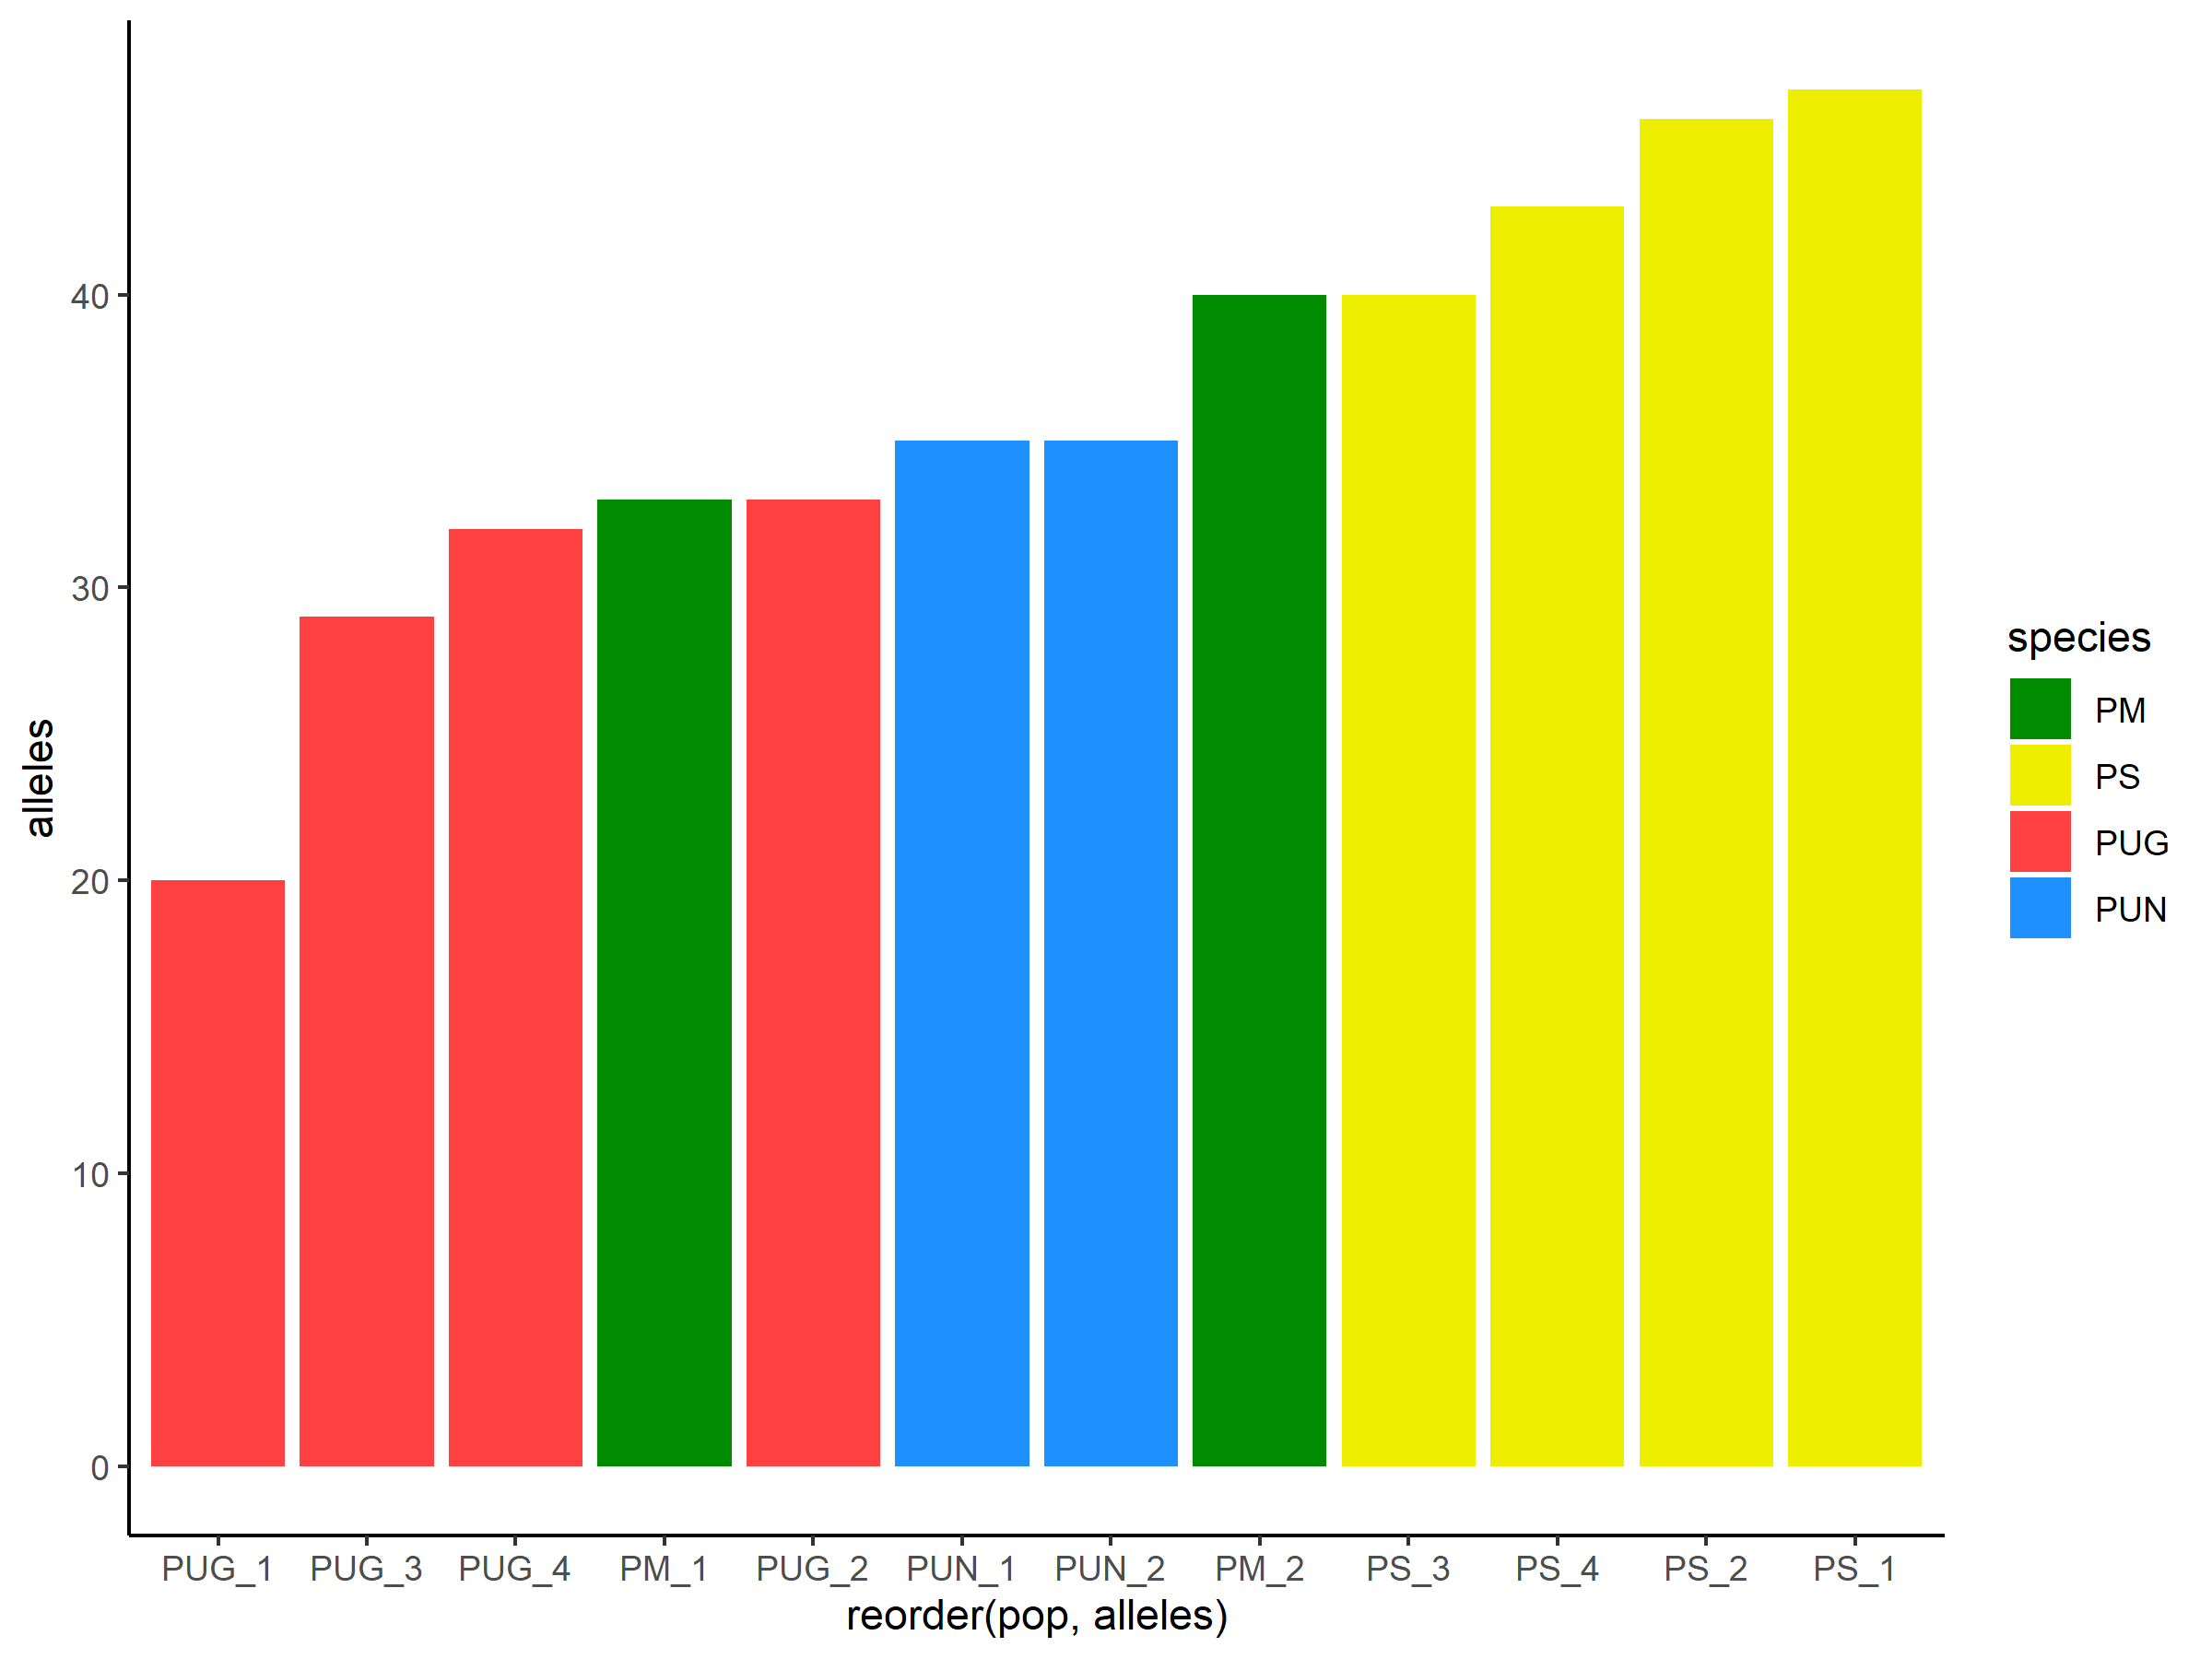 40
30
20
10
0
alleles
PUG_1 PUG_3 PUG_4 PM_1 PUG_2 PUN_1 PUN_2 PM_2 PS_3 PS_4 PS_2 PS_1
reorder(pop, alleles)
species
PM
PS
PUG
PUN